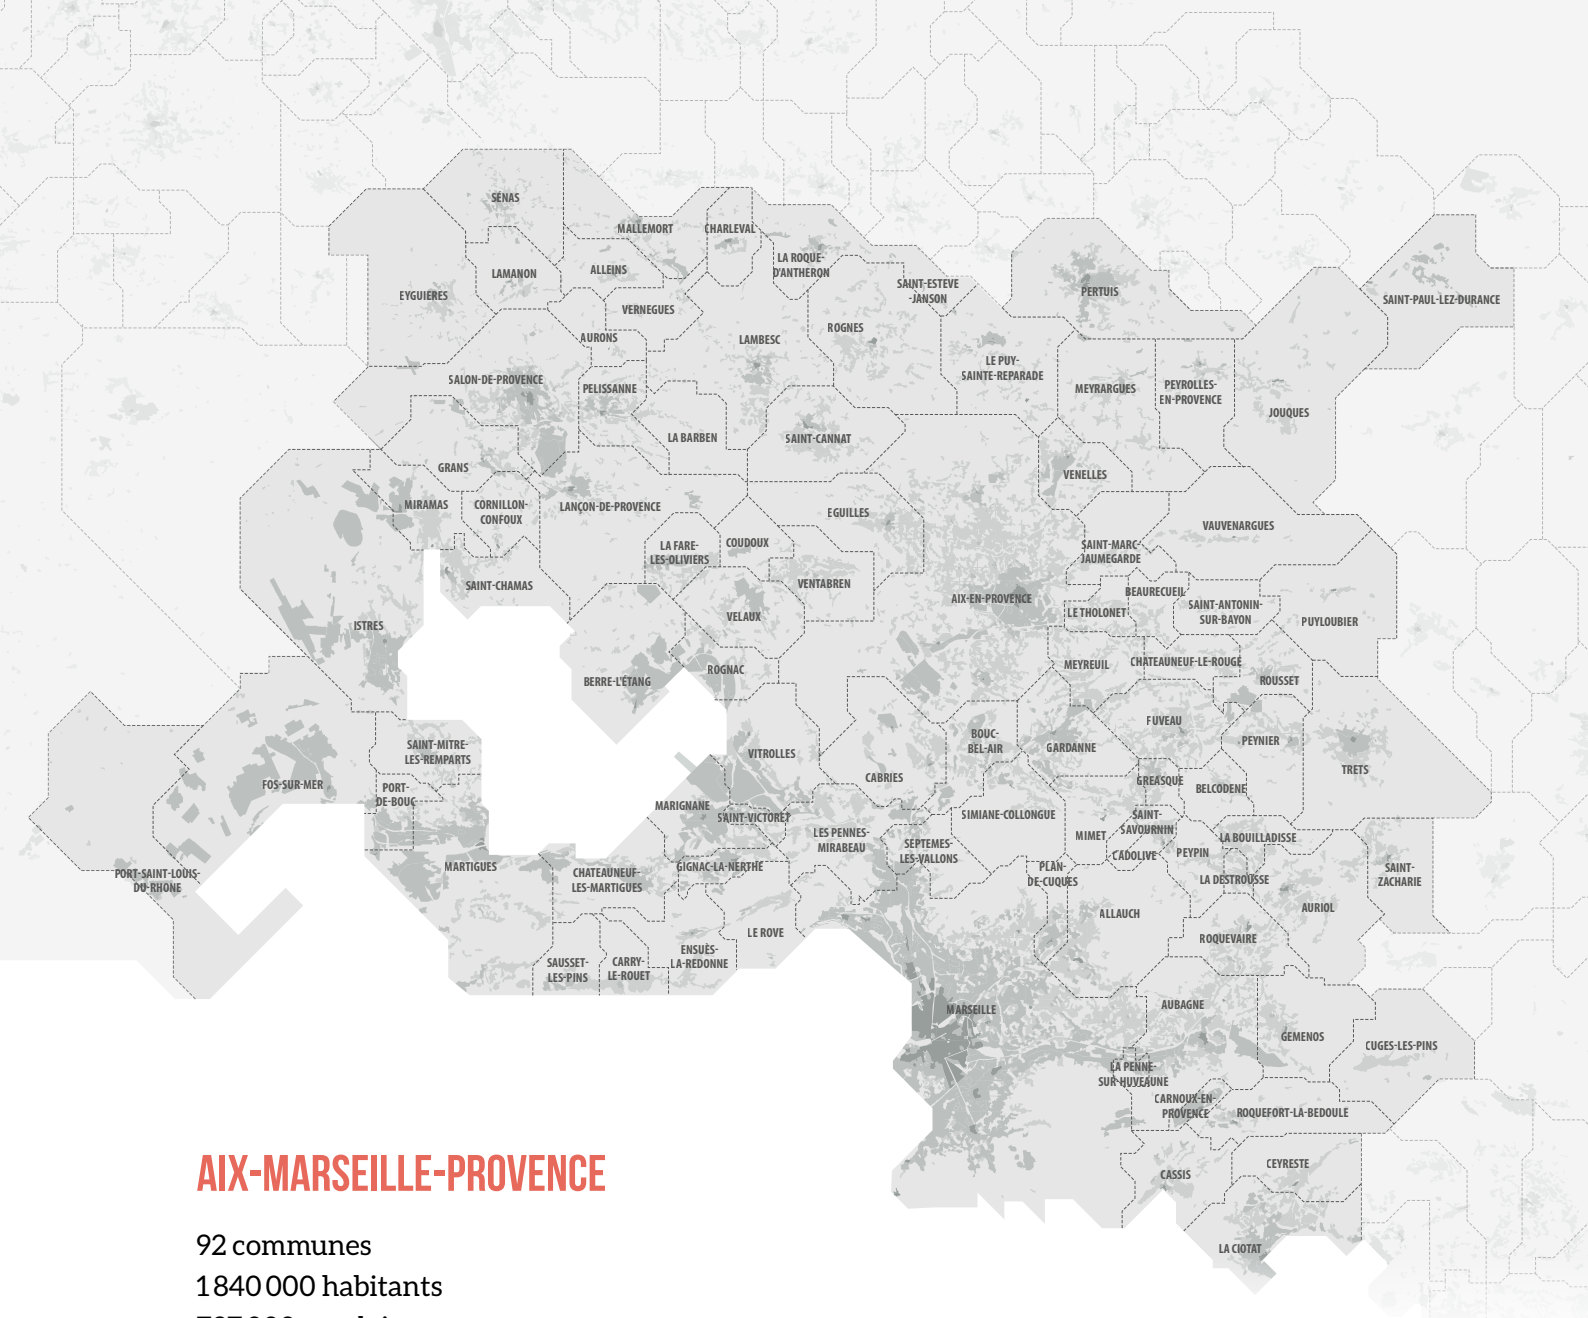 SÉNAS
MALLEMORT
CHARLEVAL
LA ROQUE-
D'ANTHERON
LAMANON
ALLEINS
EYGUIERES
VERNEGUES
SAINT-ESTEVE
-JANSON
PERTUIS
SAINT-PAUL-LEZ-DURANCE
AURONS
LAMBESC
ROGNES
LE PUY-
SAINTE-REPARADE
SALON-DE-PROVENCE
PELISSANNE
MEYRARGUES
PEYROLLES-
EN-PROVENCE
JOUQUES
LA BARBEN
SAINT-CANNAT
GRANS
VENELLES
MIRAMAS
CORNILLON-
CONFOUX
LANÇON-DE-PROVENCE
EGUILLES
VAUVENARGUES
LA FARE-
LES-OLIVIERS
COUDOUX
SAINT-MARC-
JAUMEGARDE
SAINT-CHAMAS
VENTABREN
AIX-EN-PROVENCE
BEAURECUEIL
LE THOLONET
SAINT-ANTONIN-
SUR-BAYON
PUYLOUBIER
ISTRES
VELAUX
BERRE-L'ÉTANG
ROGNAC
MEYREUIL
CHATEAUNEUF-LE-ROUGE
ROUSSET
SAINT-MITRE-
LES-REMPARTS
VITROLLES
BOUC-
BEL-AIR
GARDANNE
FUVEAU
PEYNIER
TRETS
FOS-SUR-MER
PORT-
DE-BOUC
CABRIES
GREASQUE
BELCODENE
MARIGNANE
SAINT-VICTORET
LES PENNES-
MIRABEAU
SIMIANE-COLLONGUE
SEPTEMES-
LES-VALLONS
MIMET
SAINT-
SAVOURNIN
CADOLIVE
PEYPIN
LA BOUILLADISSE
PORT-SAINT-LOUIS-
DU-RHONE
MARTIGUES
CHATEAUNEUF-
LES-MARTIGUES
GIGNAC-LA-NERTHE
PLAN-
DE-CUQUES
LA DESTROUSSE
SAINT-
ZACHARIE
ALLAUCH
AURIOL
LE ROVE
ROQUEVAIRE
SAUSSET-
LES-PINS
CARRY-
LE-ROUET
ENSUÈS-
LA-REDONNE
MARSEILLE
AUBAGNE
GEMENOS
CUGES-LES-PINS
LA PENNE-
SUR-HUVEAUNE
CARNOUX-EN-
PROVENCE
ROQUEFORT-LA-BEDOULE
CASSIS
CEYRESTE
LA CIOTAT
AIX-MARSEILLE-PROVENCE
92 communes
1 840 000 habitants